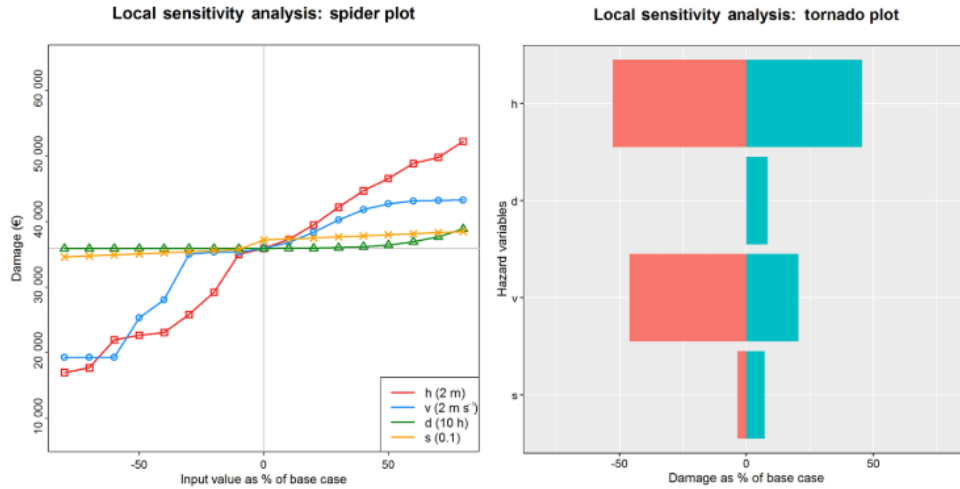 Local sensitivity analysis: spider plot
Damage (€)
60 000
50 000
40 000
30 000
20 000
10 000
h (2 m)
v (2 m s⁻¹)
d (10 h)
s (0.1)
-50
0
50
Input value as % of base case
Local sensitivity analysis: tornado plot
Hazard variables
h
d
v
s
-50
0
50
Damage as % of base case